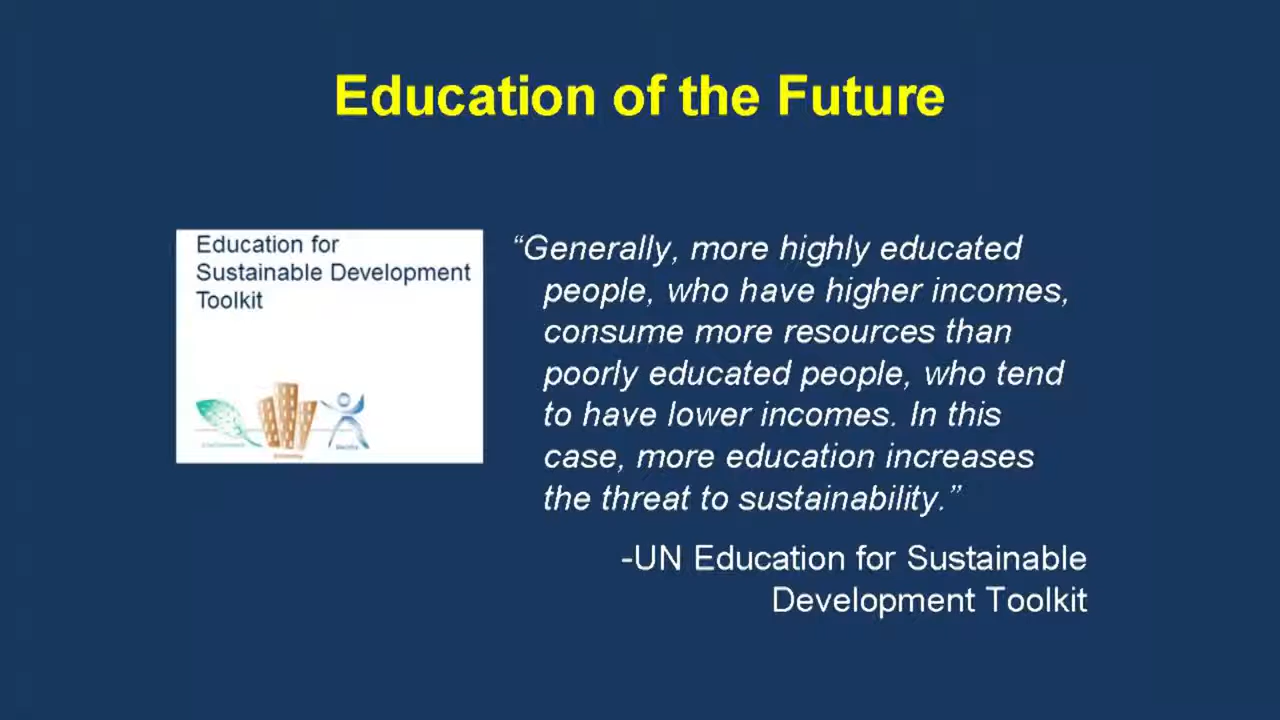 Education of the Future
Education for
Sustainable Development
Toolkit
“Generally, more highly educated
people, who have higher incomes,
consume more resources than
poorly educated people, who tend
to have lower incomes. In this
case, more education increases
the threat to sustainability.”
-UN Education for Sustainable
Development Toolkit